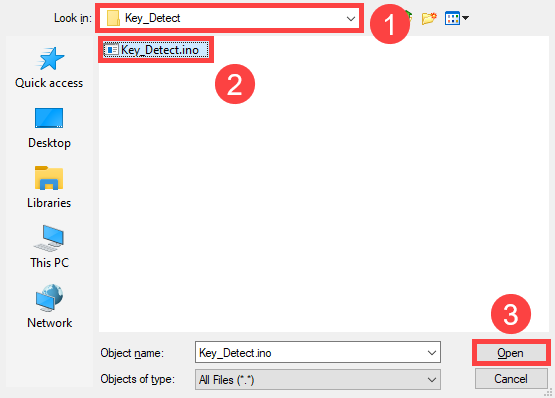 Look in: Key_Detect
1
Key_Detect.ino
2
Quick access
Desktop
Libraries
This PC
Network
3
Object name: Key_Detect.ino Open
Objects of type: All Files (*.*) Cancel